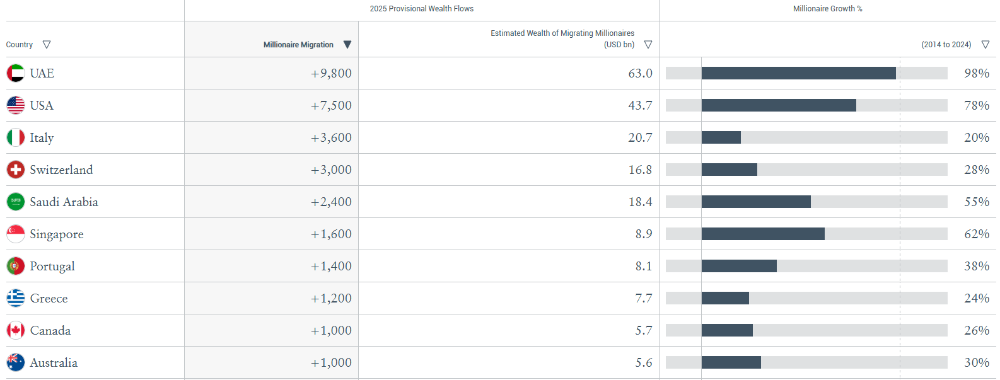 2025 Provisional Wealth Flows Millionaire Growth %
Estimated Wealth of Migrating Millionaires
Country Millionaire Migration (USD bn) (2014 to 2024)
UAE +9,800 63.0 98%
USA +7,500 43.7 78%
Italy +3,600 20.7 20%
Switzerland +3,000 16.8 28%
Saudi Arabia +2,400 18.4 55%
Singapore +1,600 8.9 62%
Portugal +1,400 8.1 38%
Greece +1,200 7.7 24%
Canada +1,000 5.7 26%
Australia +1,000 5.6 30%